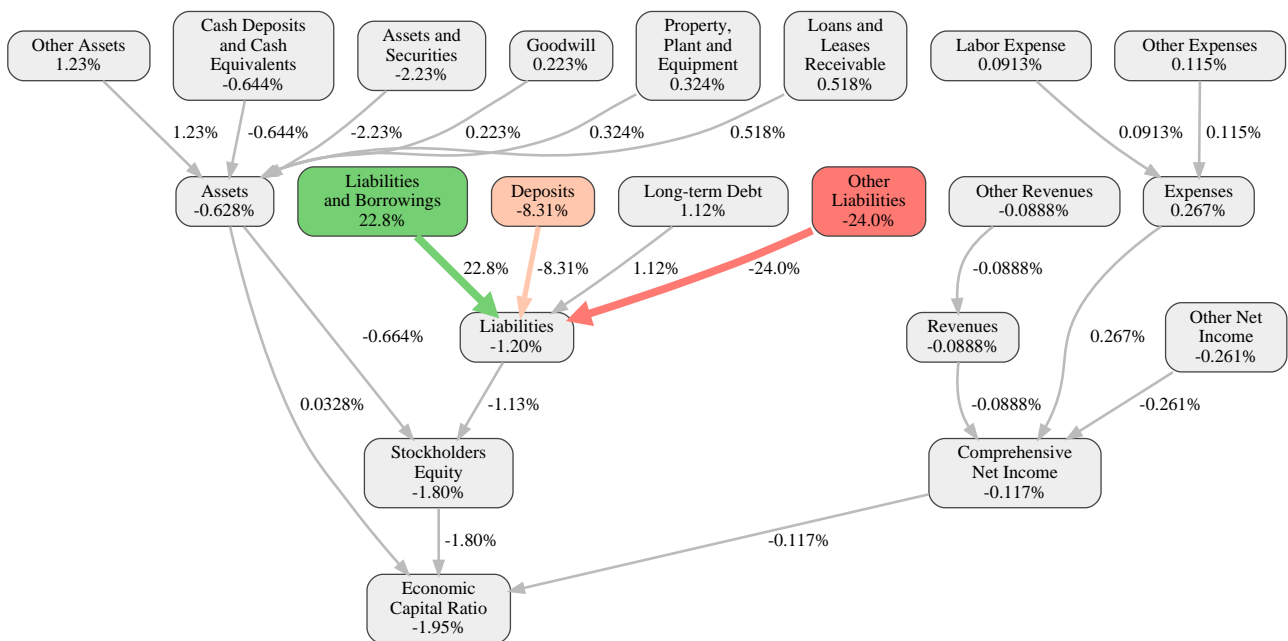 Other Assets
1.23%
Cash Deposits
and Cash
Equivalents
-0.644%
Assets and
Securities
-2.23%
Goodwill
0.223%
Property,
Plant and
Equipment
0.324%
Loans and
Leases
Receivable
0.518%
Labor Expense
0.0913%
Other Expenses
0.115%
1.23%
-0.644%
-2.23%
0.223%
0.324%
0.518%
0.0913%
0.115%
Assets
-0.628%
Liabilities
and Borrowings
22.8%
Deposits
-8.31%
Long-term Debt
1.12%
Other
Liabilities
-24.0%
Other Revenues
-0.0888%
Expenses
0.267%
22.8%
-8.31%
1.12%
-24.0%
-0.0888%
-0.664%
Liabilities
-1.20%
Revenues
-0.0888%
0.267%
Other Net
Income
-0.261%
0.0328%
-1.13%
-0.0888%
-0.261%
Stockholders
Equity
-1.80%
Comprehensive
Net Income
-0.117%
-1.80%
-0.117%
Economic
Capital Ratio
-1.95%